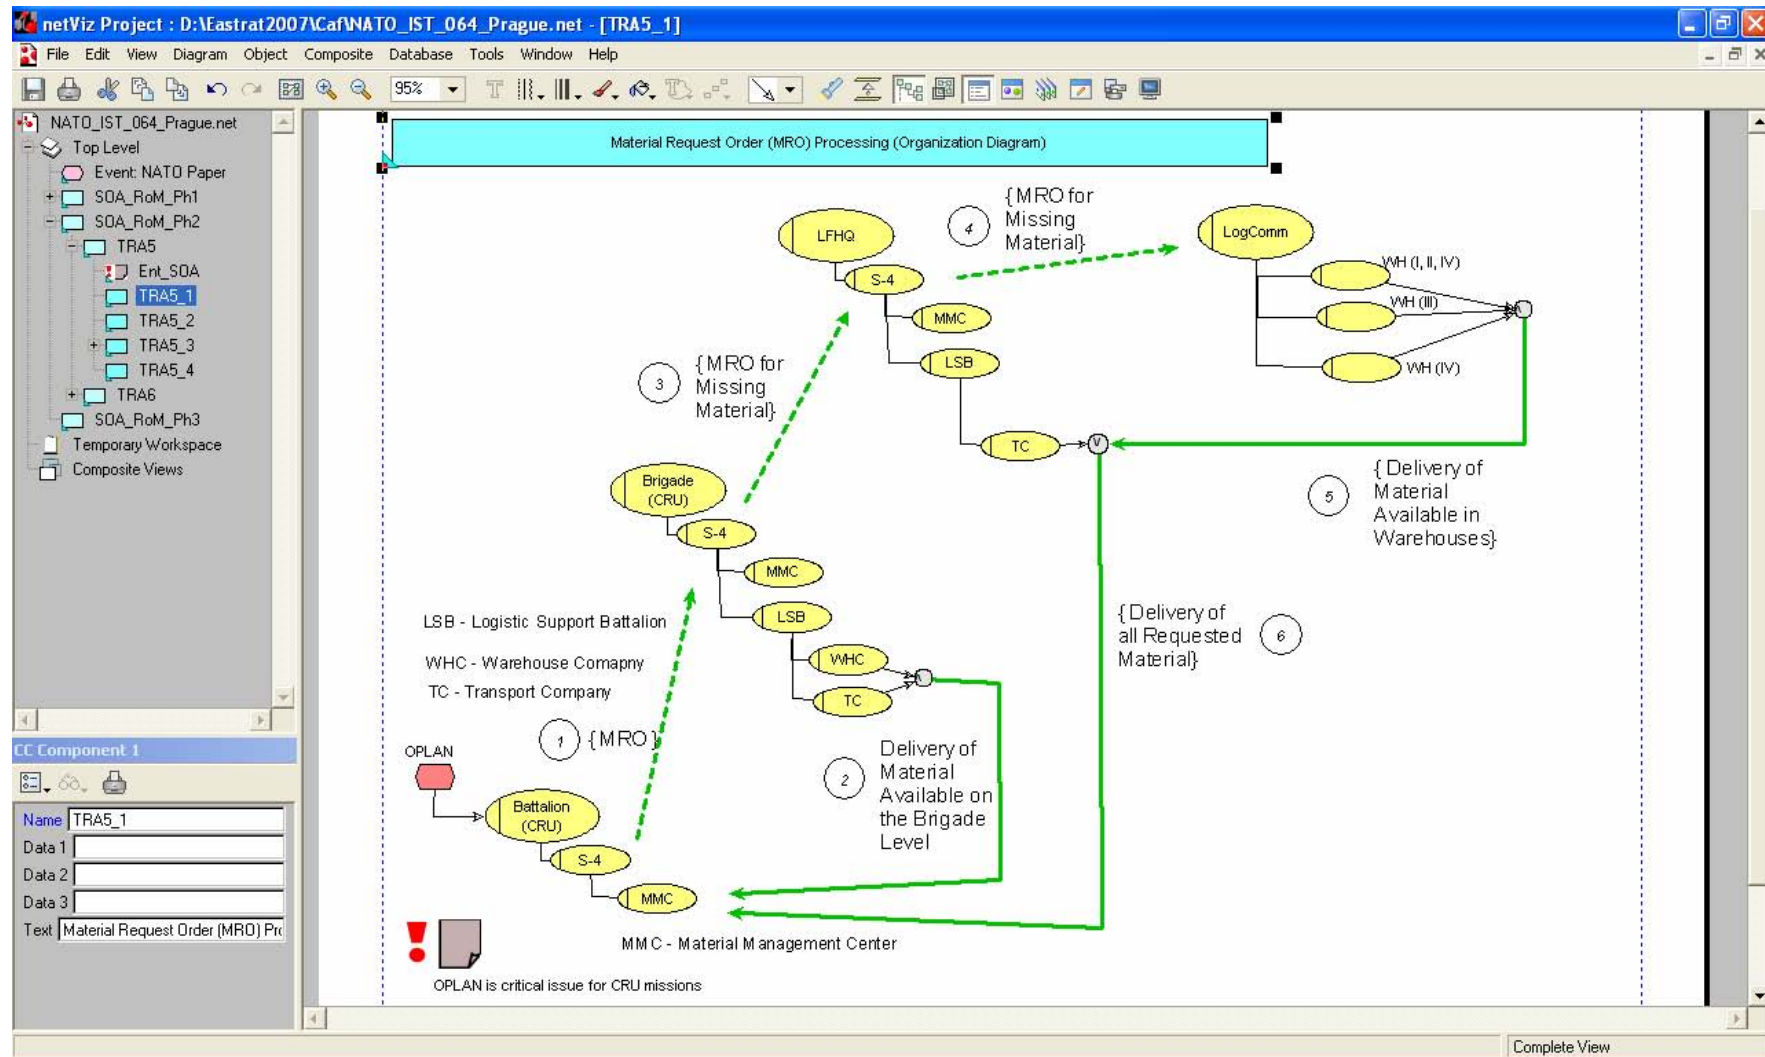 netViz Project : D:\Eastrat2007\Caf\NATO_IST_064_Prague.net - [TRA5_1]
File Edit View Diagram Object Composite Database Tools Window Help
95%
NATO_IST_064_Prague.net
Top Level
Event: NATO Paper
SOA_RoM_Ph1
SOA_RoM_Ph2
TRA5
Ent_SOA
TRA5_1
TRA5_2
TRA5_3
TRA5_4
TRA6
SOA_RoM_Ph3
Temporary Workspace
Composite Views
CC Component 1
Name TRA5_1
Data 1
Data 2
Data 3
Text Material Request Order (MRO) Pro
Material Request Order (MRO) Processing (Organization Diagram)
LFHQ
S-4
MMC
LSB
TC
V
4
{MRO for
Missing
Material}
LogComm
WH (I, II, IV)
WH (III)
WH (IV)
3
{MRO for
Missing
Material}
5
{ Delivery of
Material
Available in
Warehouses}
Brigade
(CRU)
S-4
MMC
LSB
WHC
TC
LSB - Logistic Support Battalion
WHC - Warehouse Comapny
TC - Transport Company
{ Delivery of
all Requested
Material}
6
1
{MRO }
2
Delivery of
Material
Available on
the Brigade
Level
OPLAN
Battalion
(CRU)
S-4
MMC
MMC - Material Management Center
OPLAN is critical issue for CRU missions
Complete View